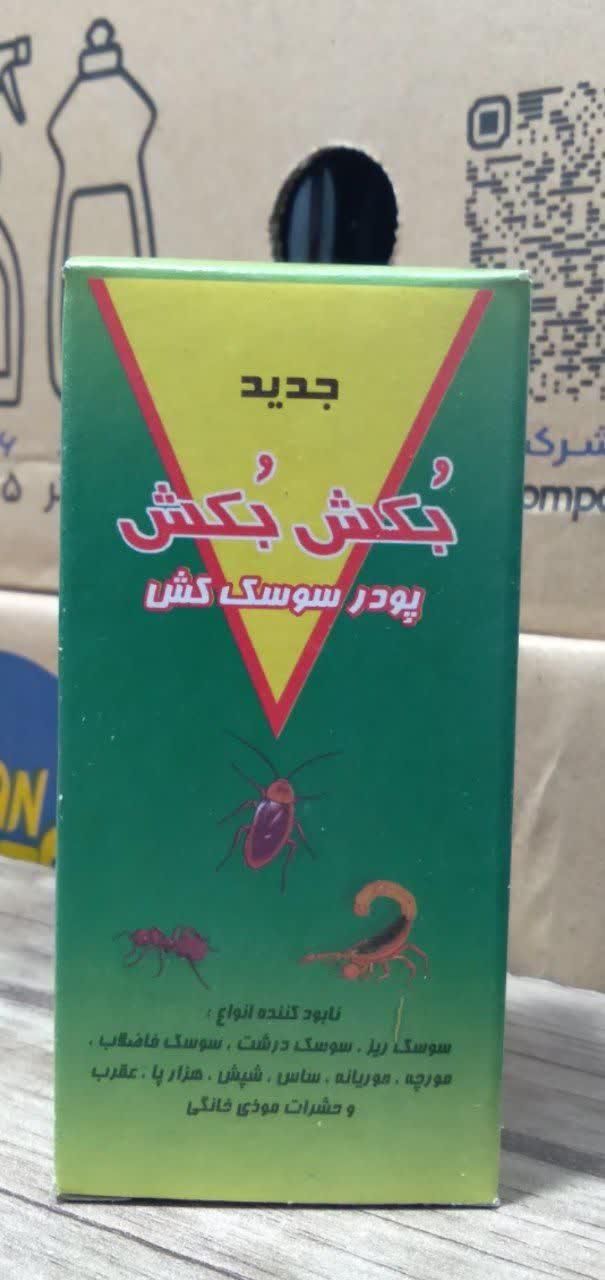 جدید
بُکش بُکش
پودر سوسک کش
نابود کننده انواع :
سوسک ریز ، سوسک درشت ، سوسک فاضلاب ،
مورچه ، موریانه ، ساس ، شپش ، هزار پا ، عقرب
و حشرات موذی خانگی